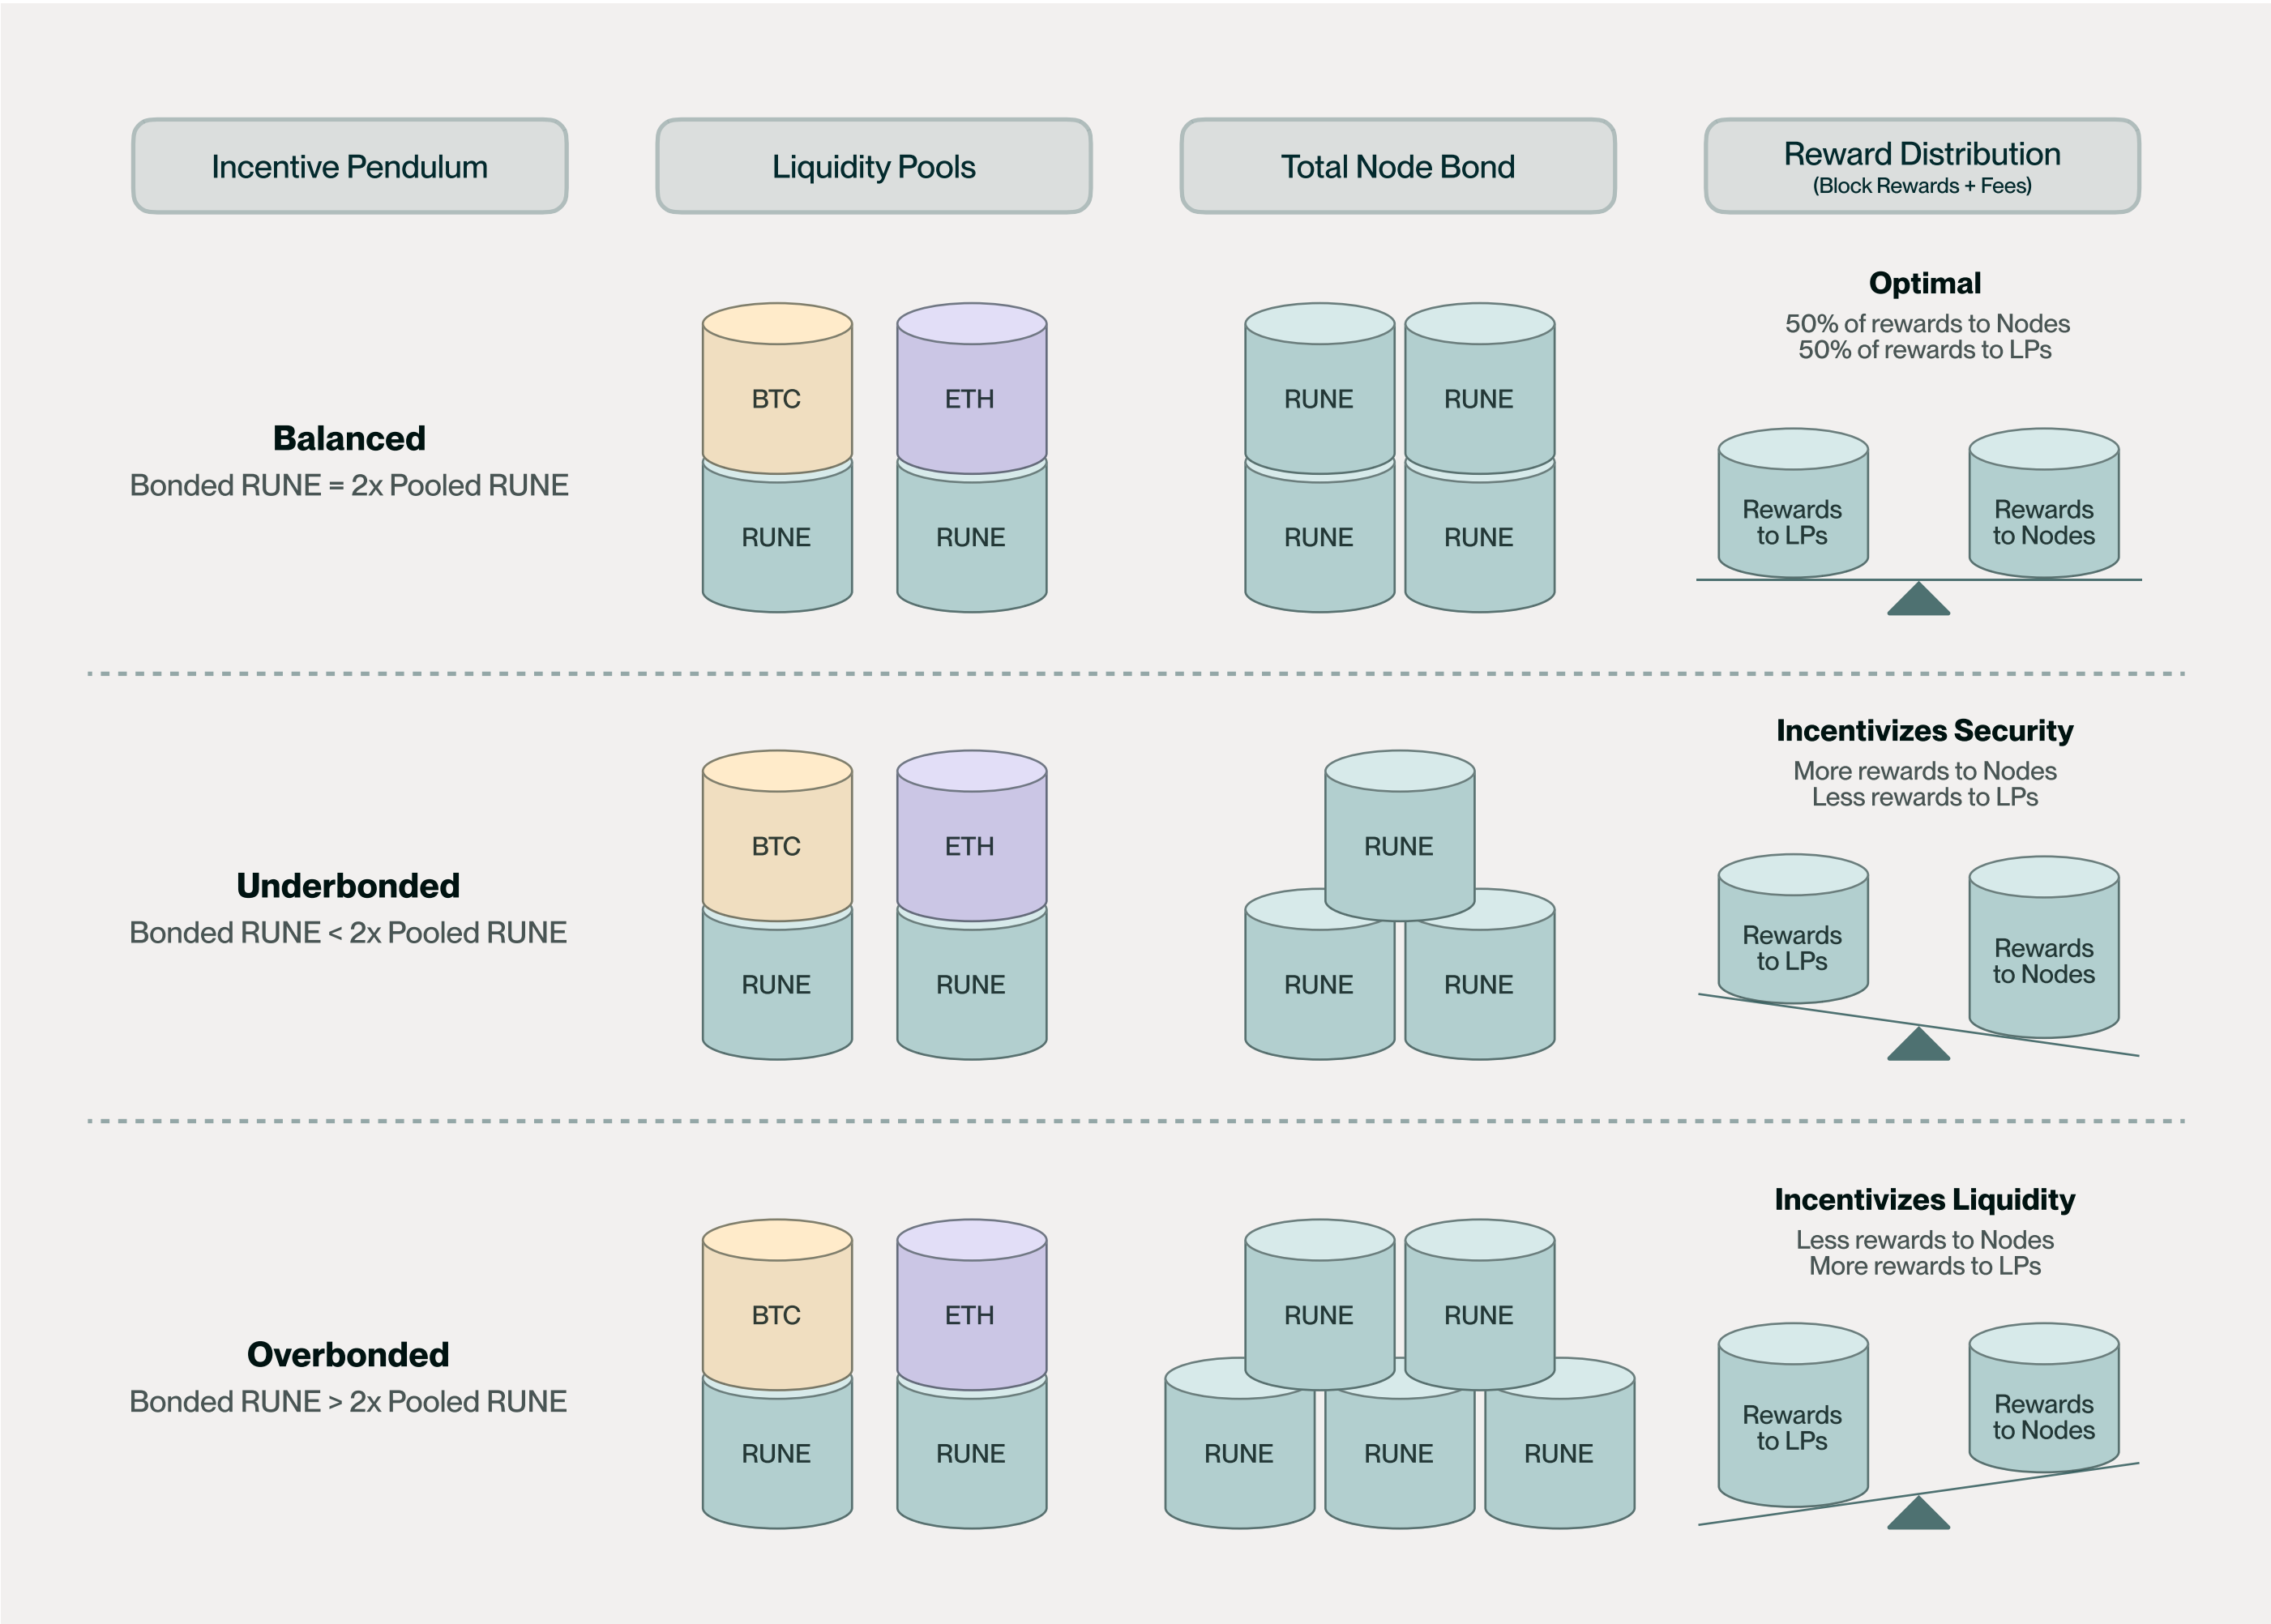 Incentive Pendulum
Liquidity Pools
Total Node Bond
Reward Distribution
(Block Rewards + Fees)
Balanced
Bonded RUNE = 2x Pooled RUNE
BTC
ETH
RUNE
RUNE
RUNE
RUNE
RUNE
RUNE
Optimal
50% of rewards to Nodes
50% of rewards to LPs
Rewards
to LPs
Rewards
to Nodes
Underbonded
Bonded RUNE < 2x Pooled RUNE
BTC
ETH
RUNE
RUNE
RUNE
RUNE
RUNE
Incentivizes Security
More rewards to Nodes
Less rewards to LPs
Rewards
to LPs
Rewards
to Nodes
Overbonded
Bonded RUNE > 2x Pooled RUNE
BTC
ETH
RUNE
RUNE
RUNE
RUNE
RUNE
RUNE
RUNE
Incentivizes Liquidity
Less rewards to Nodes
More rewards to LPs
Rewards
to LPs
Rewards
to Nodes